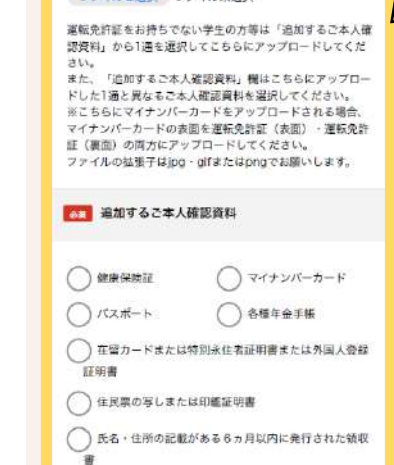 運転免許証をお持ちでない学生の方等は「追加するご本人確
認資料」から1通を選択してこちらにアップロードしてくだ
さい。
また、「追加するご本人確認資料」欄はこちらにアップロー
ドした1通と異なるご本人確認資料を選択してください。
※こちらにマイナンバーカードをアップロードされる場合、
マイナンバーカードの表面を運転免許証（表面）・運転免許
証（裏面）の両方にアップロードしてください。
ファイルの拡張子はjpg・gifまたはpngでお願いします。
必須 追加するご本人確認資料
健康保険証 マイナンバーカード
パスポート 各種年金手帳
在留カードまたは特別永住者証明書または外国人登録
証明書
住民票の写しまたは印鑑証明書
氏名・住所の記載がある6ヵ月以内に発行された領収
書